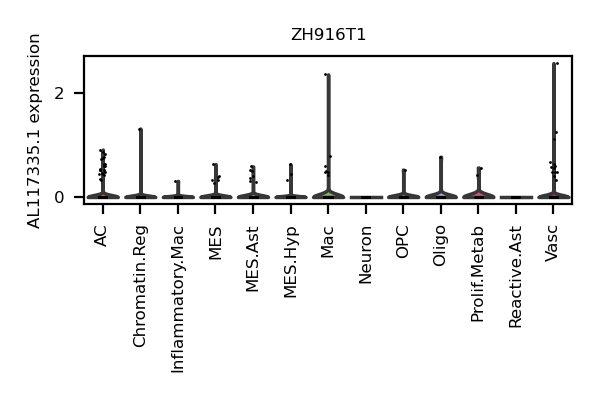 ZH916T1
AL117335.1 expression
2
0
AC
Chromatin.Reg
Inflammatory.Mac
MES
MES.Ast
MES.Hyp
Mac
Neuron
OPC
Oligo
Prolif.Metab
Reactive.Ast
Vasc